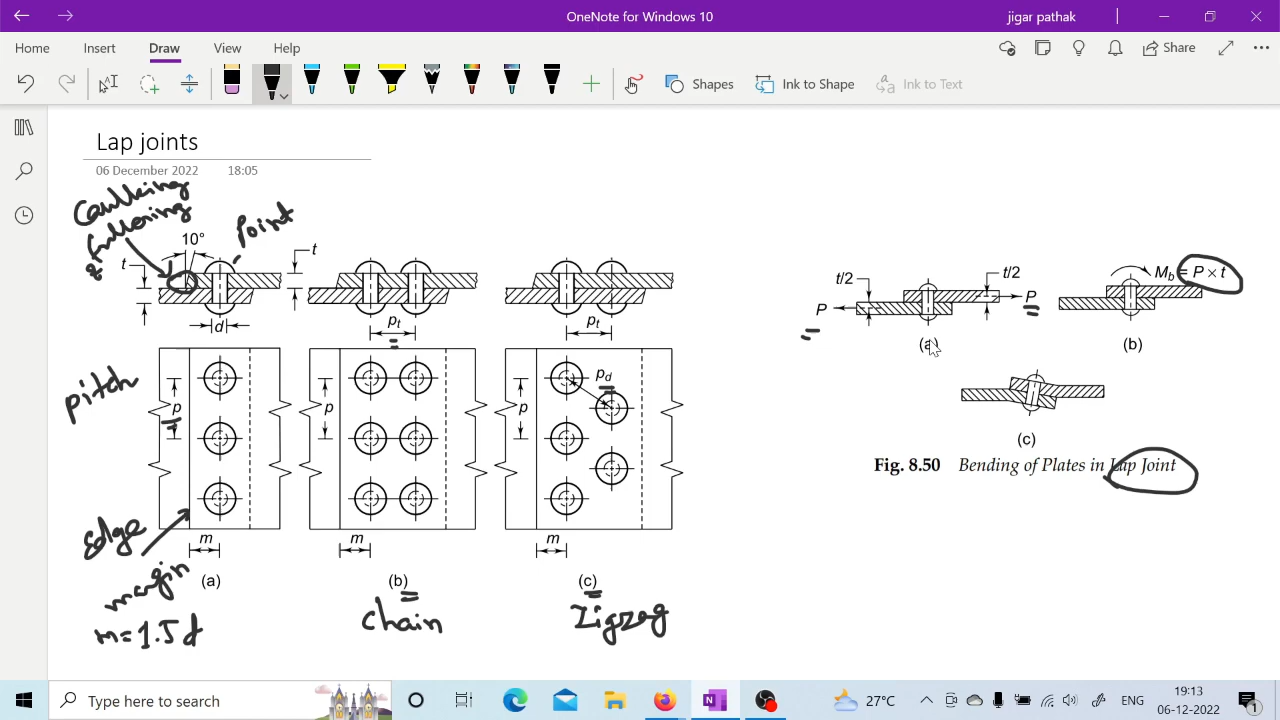 OneNote for Windows 10
jigar pathak
Home Insert Draw View Help
Share
Shapes
Ink to Shape
Ink to Text
Lap joints
06 December 2022 18:05
Caulking
& fullering
Point
10°
t
t
d
pt
pt
pitch
p
p
p
pd
Edge
margin
m = 1.5 d
m
m
m
(a)
(b)
(c)
Chain
Zigzag
t/2
t/2
P
P
(a)
Mb = P × t
(b)
(c)
Fig. 8.50 Bending of Plates in Lap Joint
Type here to search
27°C
ENG
19:13
06-12-2022
1